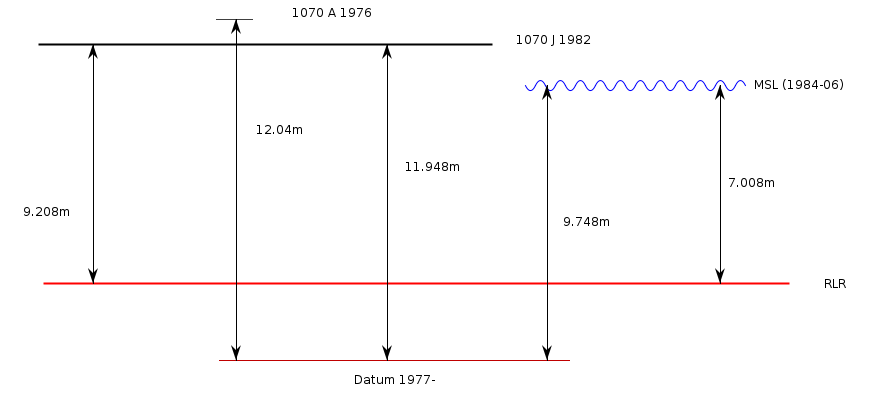 1070 A 1976
1070 J 1982
MSL (1984-06)
12.04m
11.948m
7.008m
9.208m
9.748m
RLR
Datum 1977-